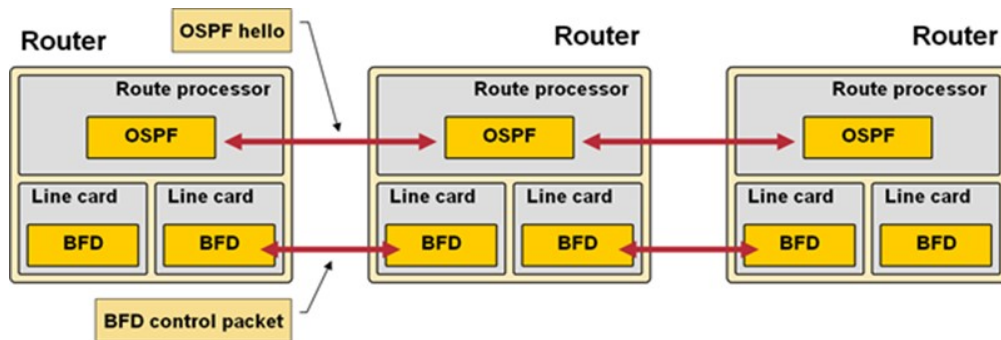 OSPF hello
Router
Router
Router
Route processor
Route processor
Route processor
OSPF
OSPF
OSPF
Line card
Line card
Line card
Line card
Line card
Line card
BFD
BFD
BFD
BFD
BFD
BFD
BFD control packet